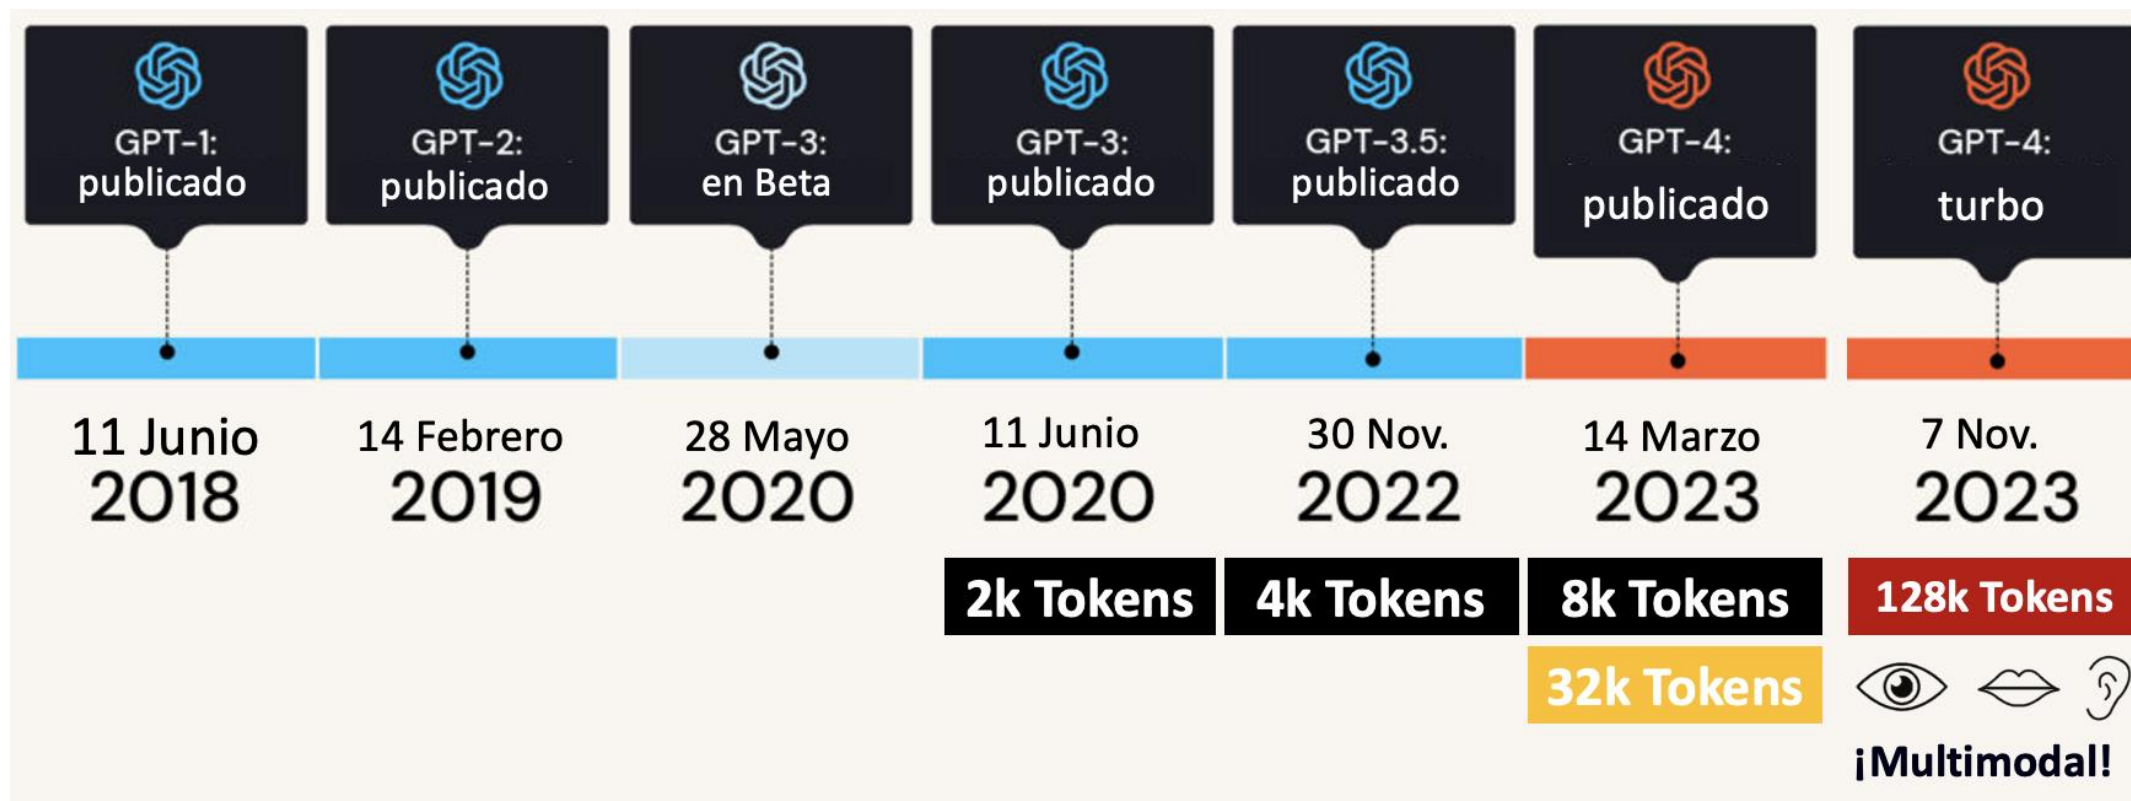 GPT-1:
publicado
GPT-2:
publicado
GPT-3:
en Beta
GPT-3:
publicado
GPT-3.5:
publicado
GPT-4:
publicado
GPT-4:
turbo
11 Junio
2018
14 Febrero
2019
28 Mayo
2020
11 Junio
2020
30 Nov.
2022
14 Marzo
2023
7 Nov.
2023
2k Tokens
4k Tokens
8k Tokens
128k Tokens
32k Tokens
¡Multimodal!